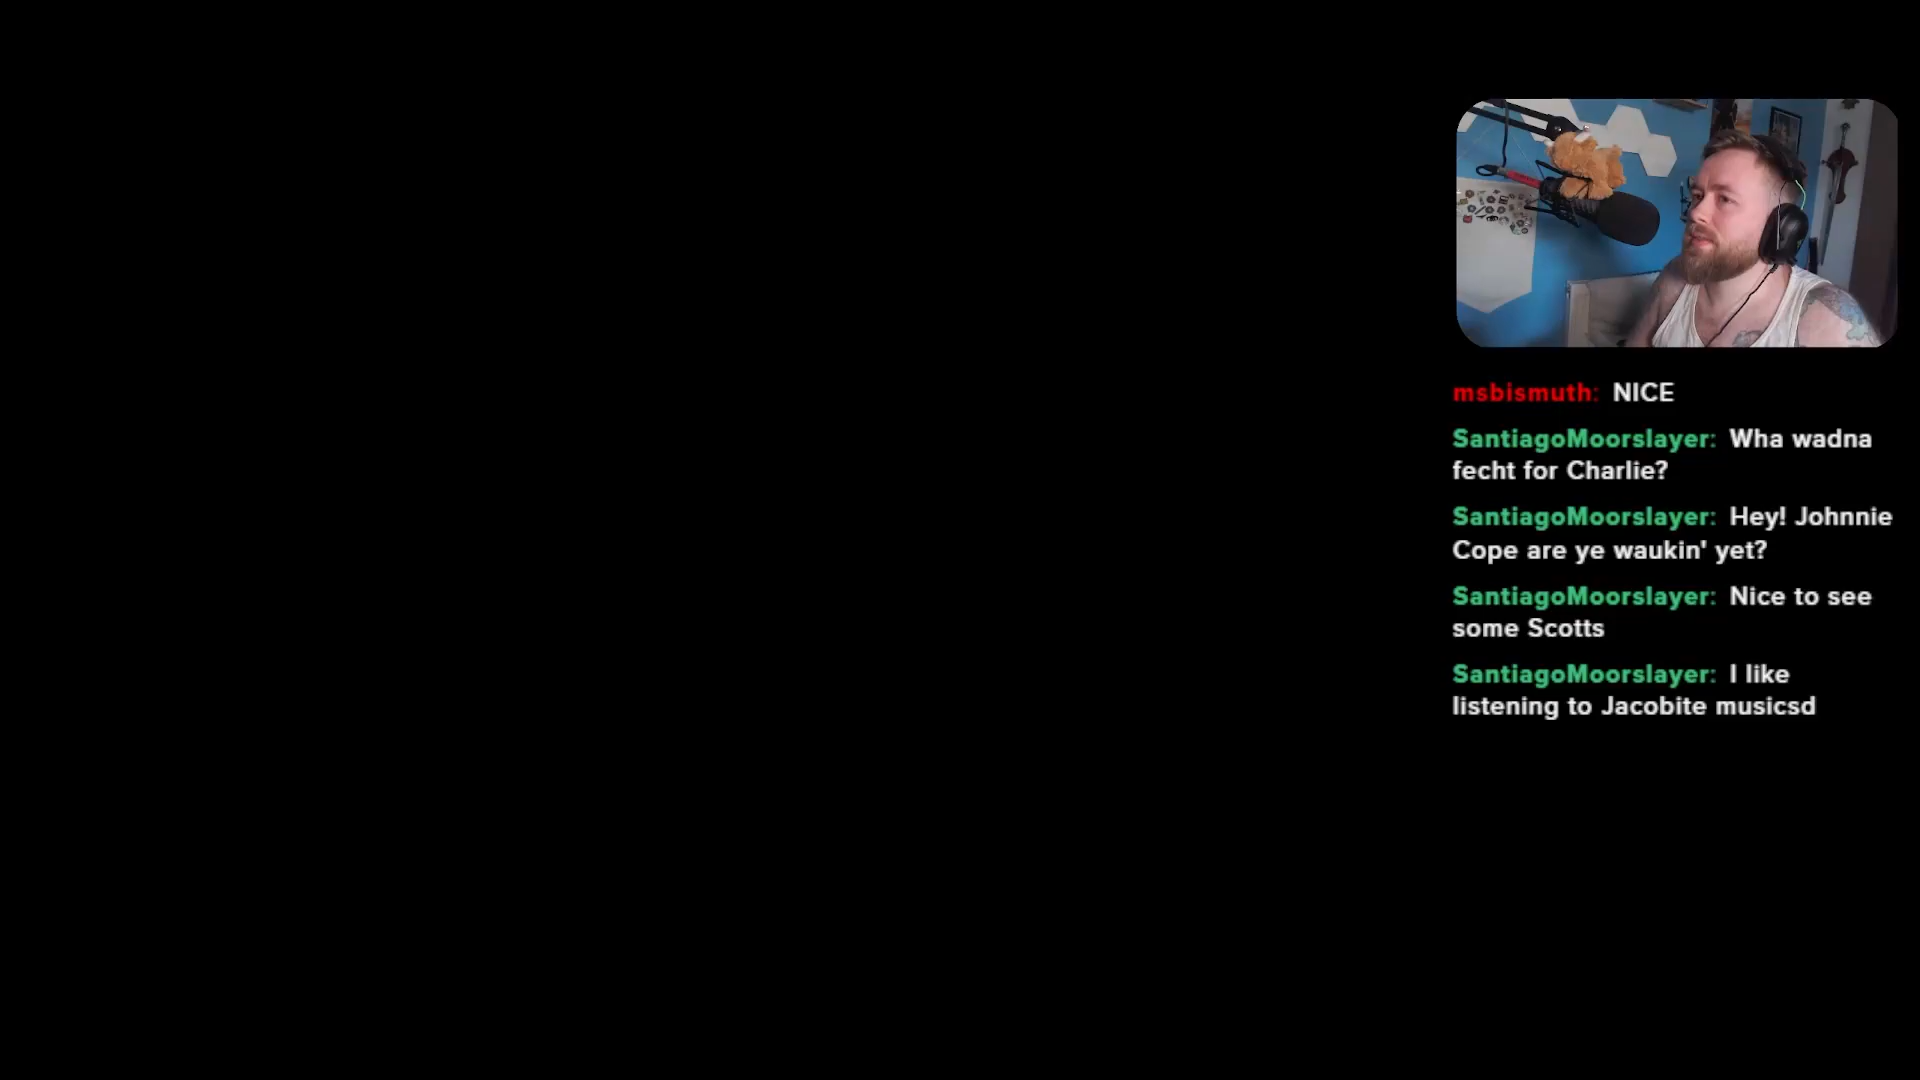 msbismuth: NICE
SantiagoMoorslayer: Wha wadna
fecht for Charlie?
SantiagoMoorslayer: Hey! Johnnie
Cope are ye waukin' yet?
SantiagoMoorslayer: Nice to see
some Scotts
SantiagoMoorslayer: I like
listening to Jacobite musicsd